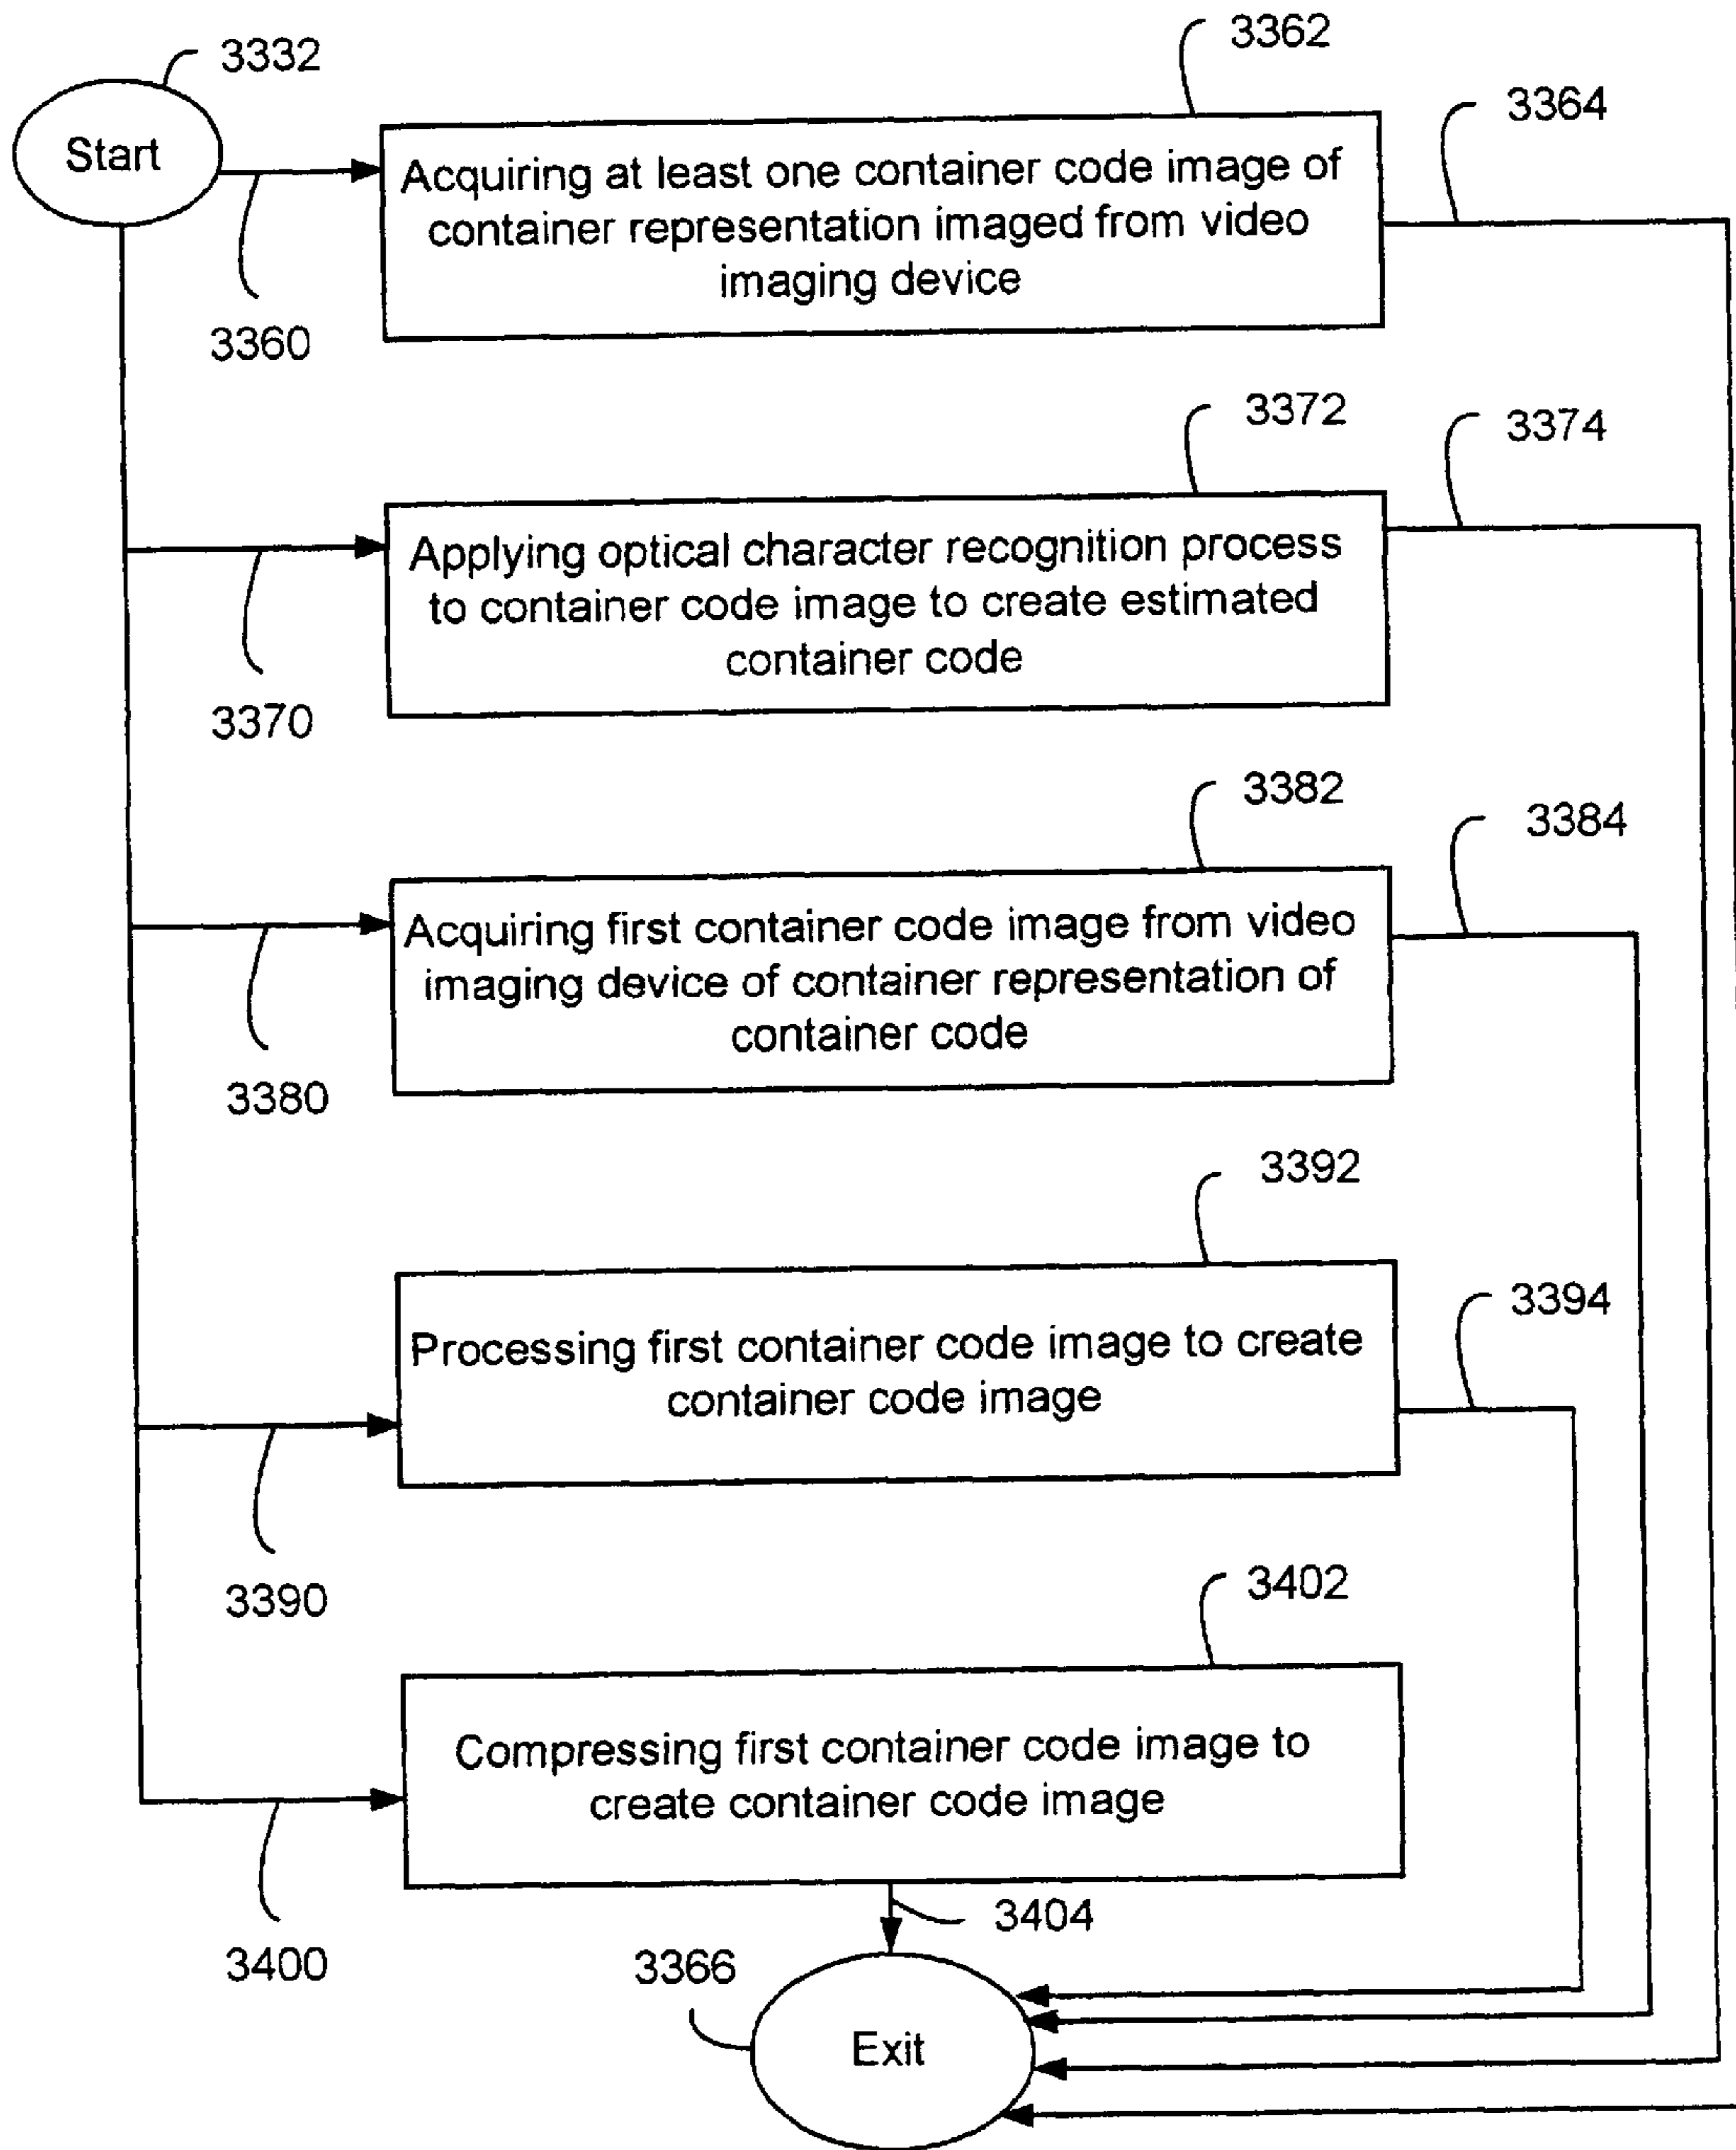 3332
3362
Start
3364
Acquiring at least one container code image of
container representation imaged from video
imaging device
3360
3372
3374
Applying optical character recognition process
to container code image to create estimated
container code
3370
3382
3384
Acquiring first container code image from video
imaging device of container representation of
container code
3380
3392
3394
Processing first container code image to create
container code image
3390
3402
Compressing first container code image to
create container code image
3404
3400
3366
Exit